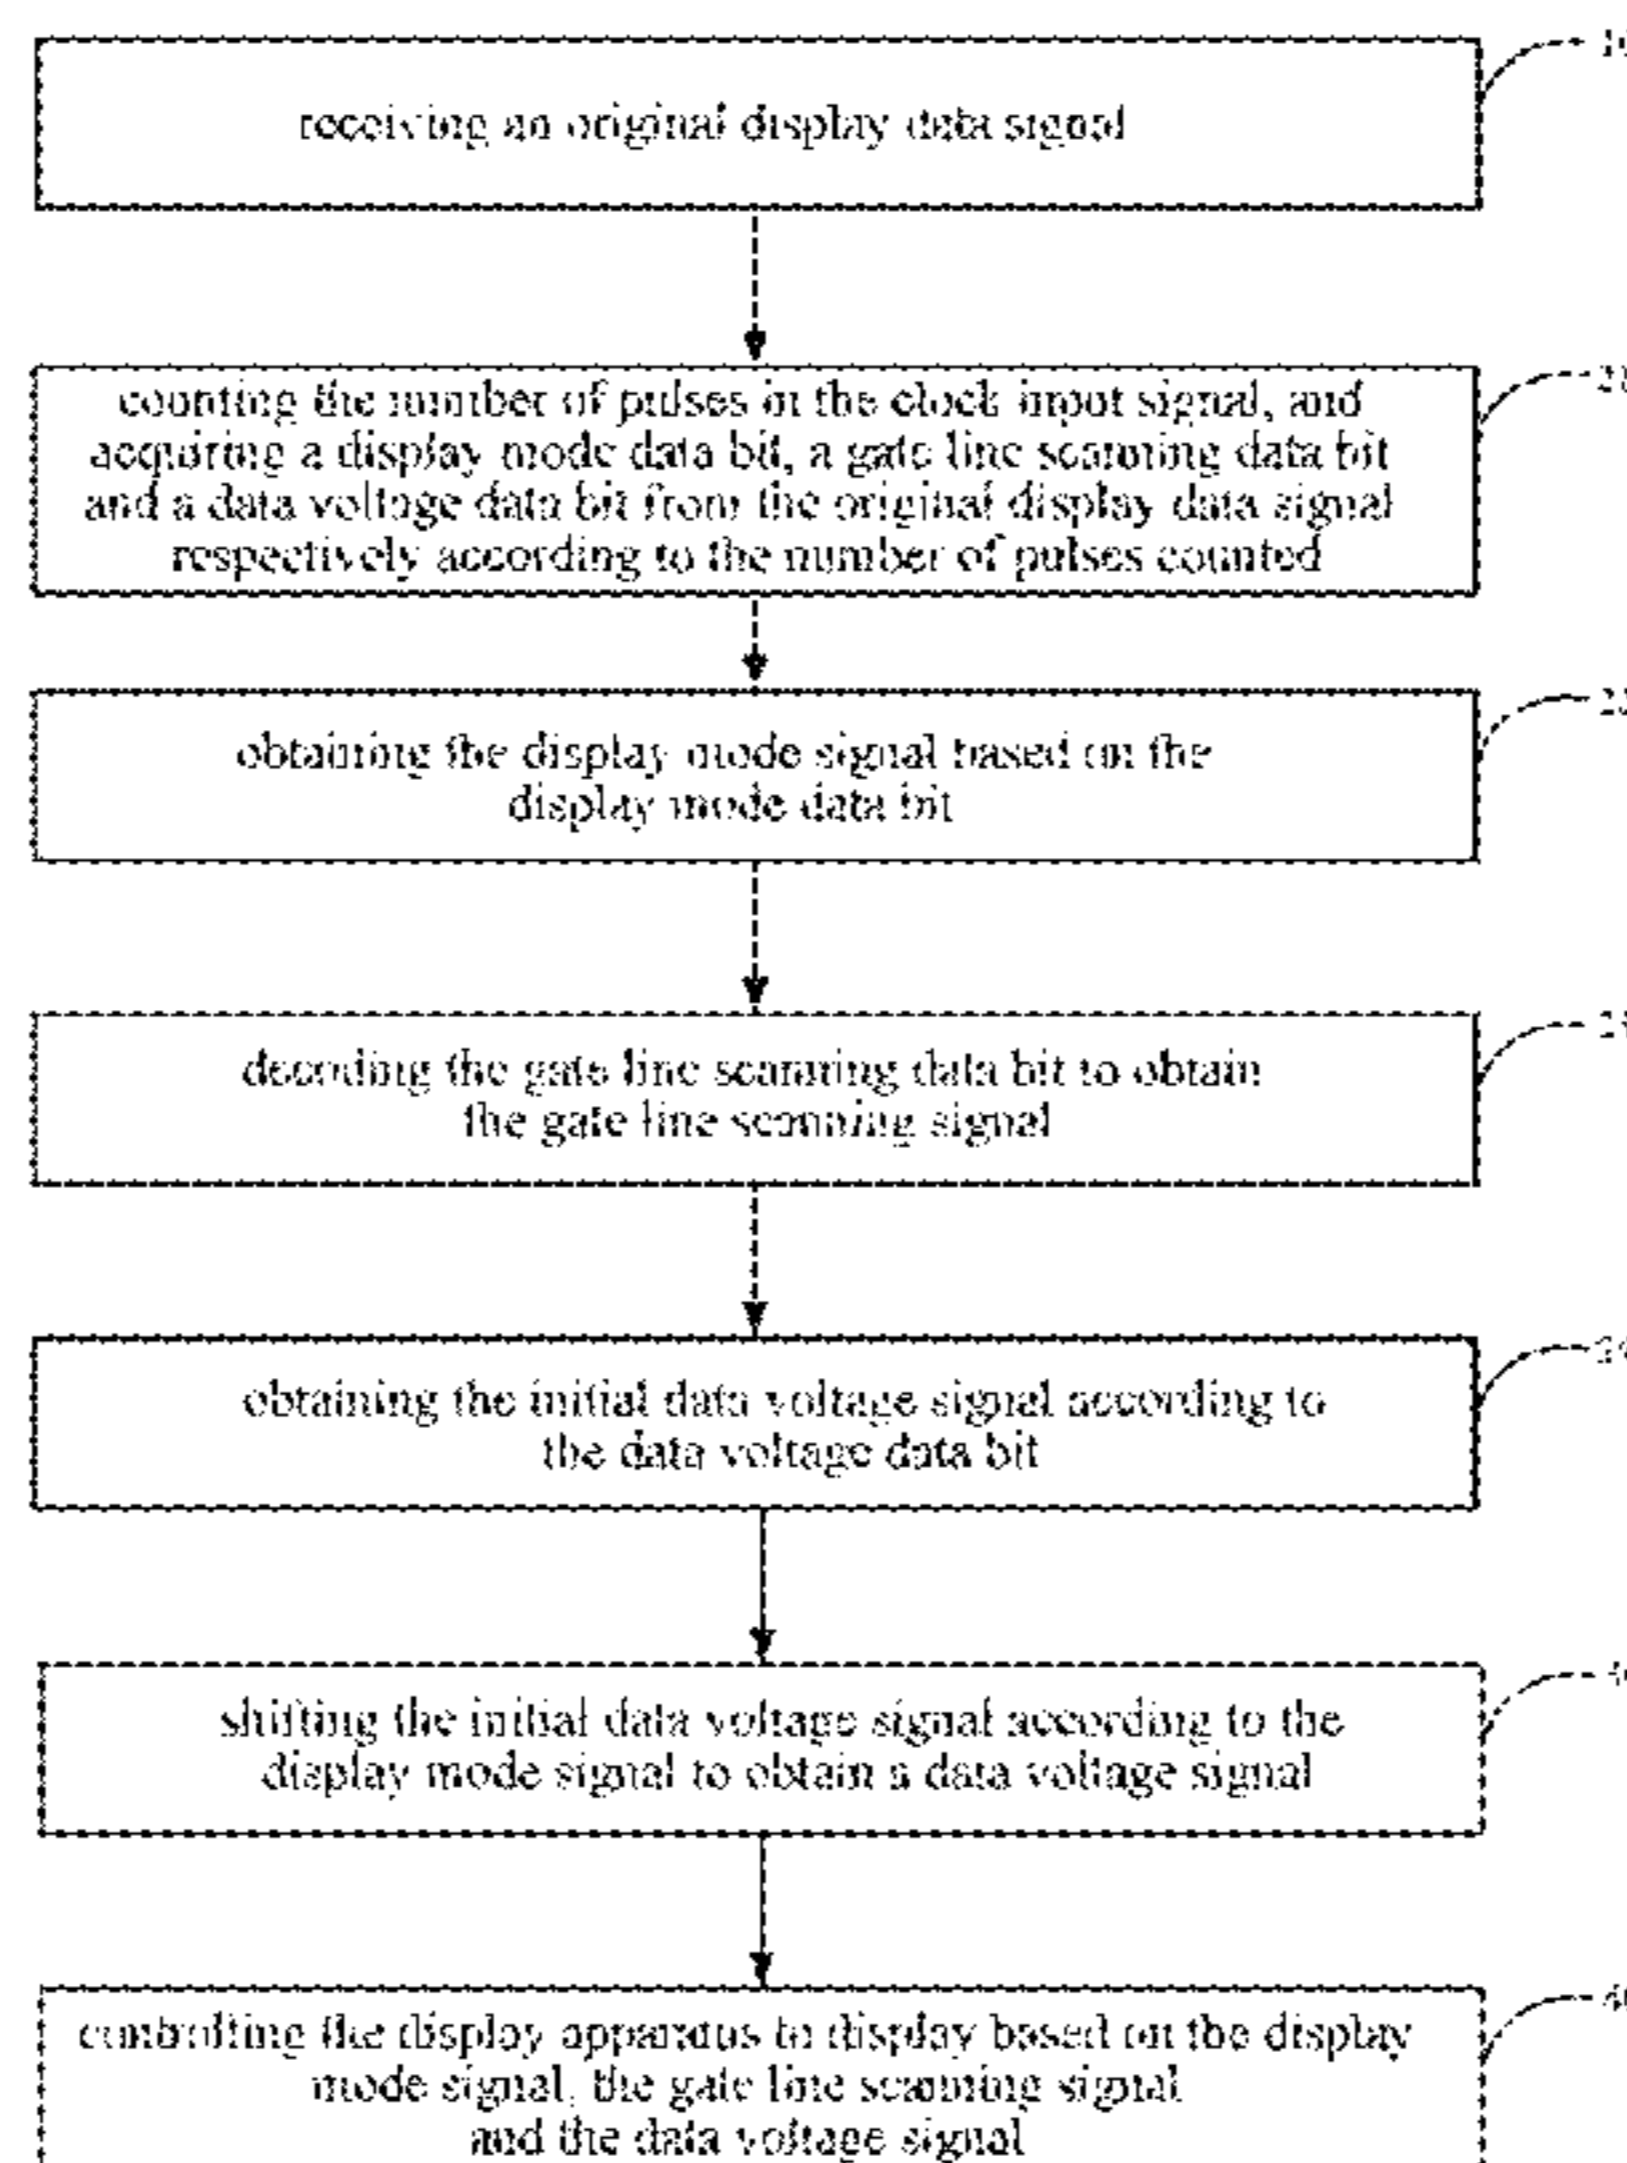 receiving an original display data signal
counting the number of pulses in the clock input signal, and
acquiring a display mode data bit, a gate line scanning data bit
and a data voltage data bit from the original display data signal
respectively according to the number of pulses counted
obtaining the display mode signal based on the
display mode data bit
decoding the gate line scanning data bit to obtain
the gate line scanning signal
obtaining the initial data voltage signal according to
the data voltage data bit
shifting the initial data voltage signal according to the
display mode signal to obtain a data voltage signal
controlling the display apparatus to display based on the display
mode signal, the gate line scanning signal
and the data voltage signal